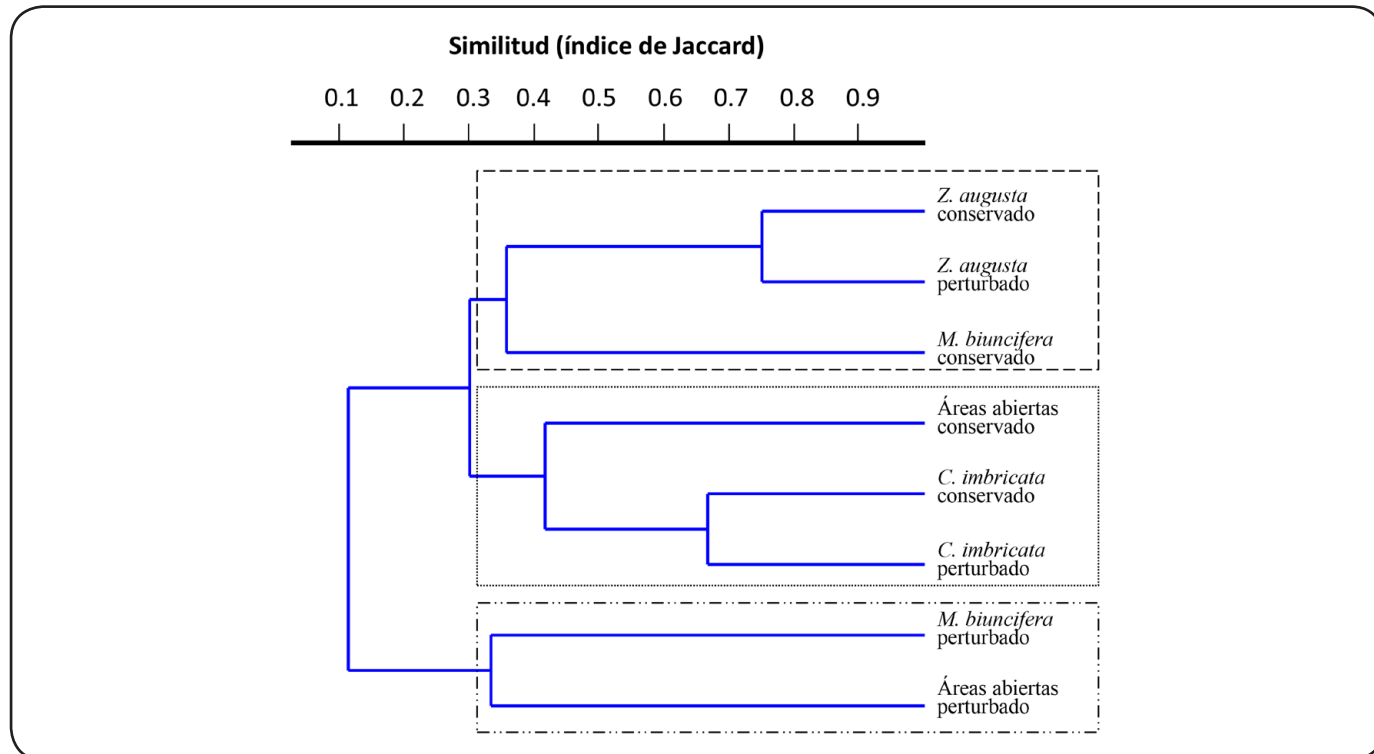 Similitud (índice de Jaccard)
0.1 0.2 0.3 0.4 0.5 0.6 0.7 0.8 0.9
Z. augusta
conservado
Z. augusta
perturbado
M. biuncifera
conservado
Áreas abiertas
conservado
C. imbricata
conservado
C. imbricata
perturbado
M. biuncifera
perturbado
Áreas abiertas
perturbado